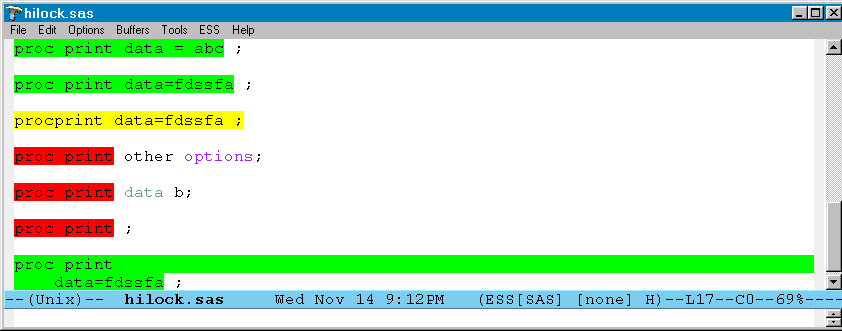 hilock.sas
File Edit Options Buffers Tools ESS Help
proc print data = abc ;
proc print data=fdssfa ;
procprint data=fdssfa ;
proc print other options;
proc print data b;
proc print ;
proc print
    data=fdssfa ;
--(Unix)--  hilock.sas     Wed Nov 14 9:12PM   (ESS[SAS] [none] H)--L17--C0--69%----